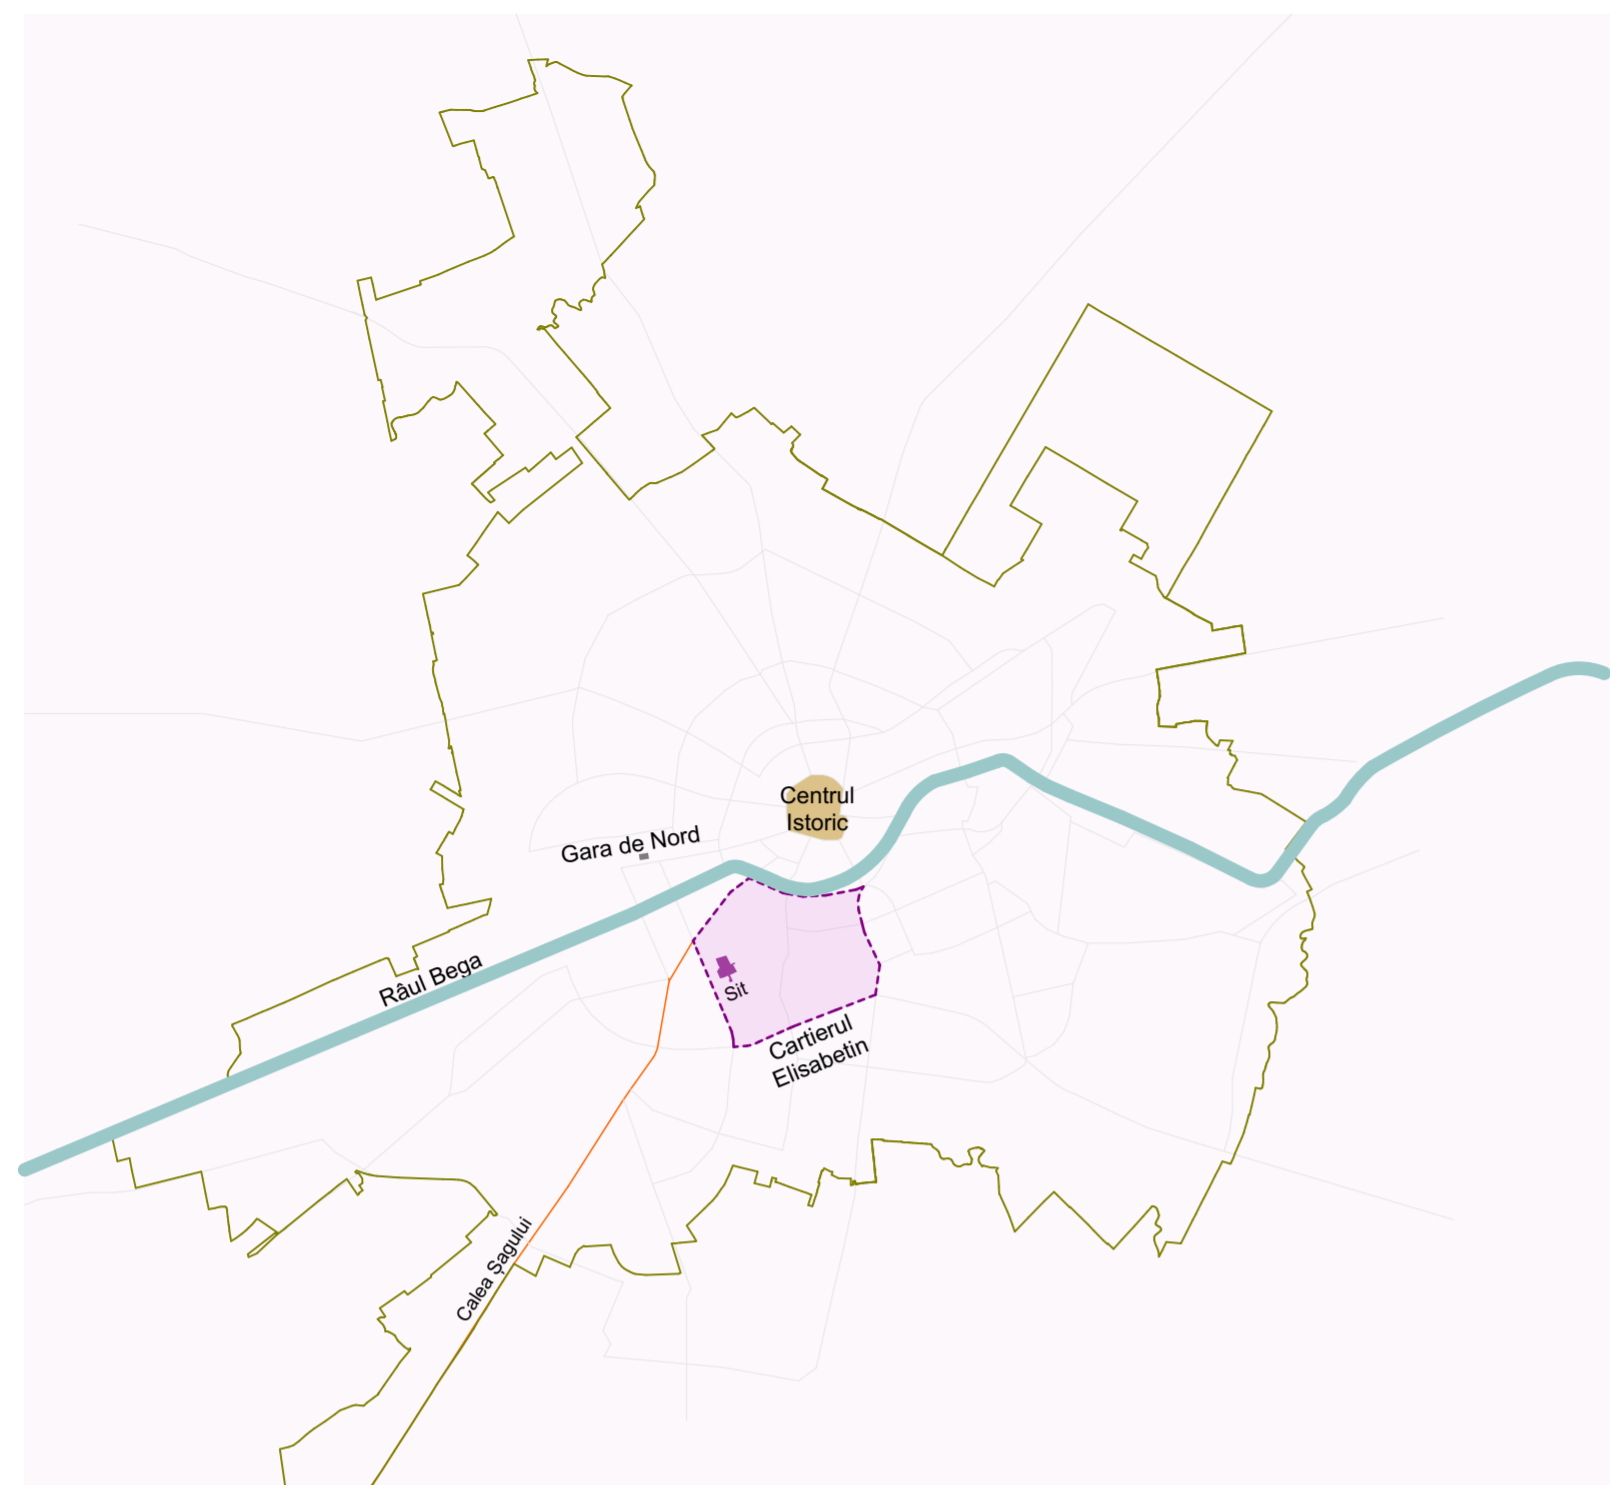 Centrul
Istoric
Gara de Nord
Râul Bega
Sit
Cartierul
Elisabetin
Calea Șagului